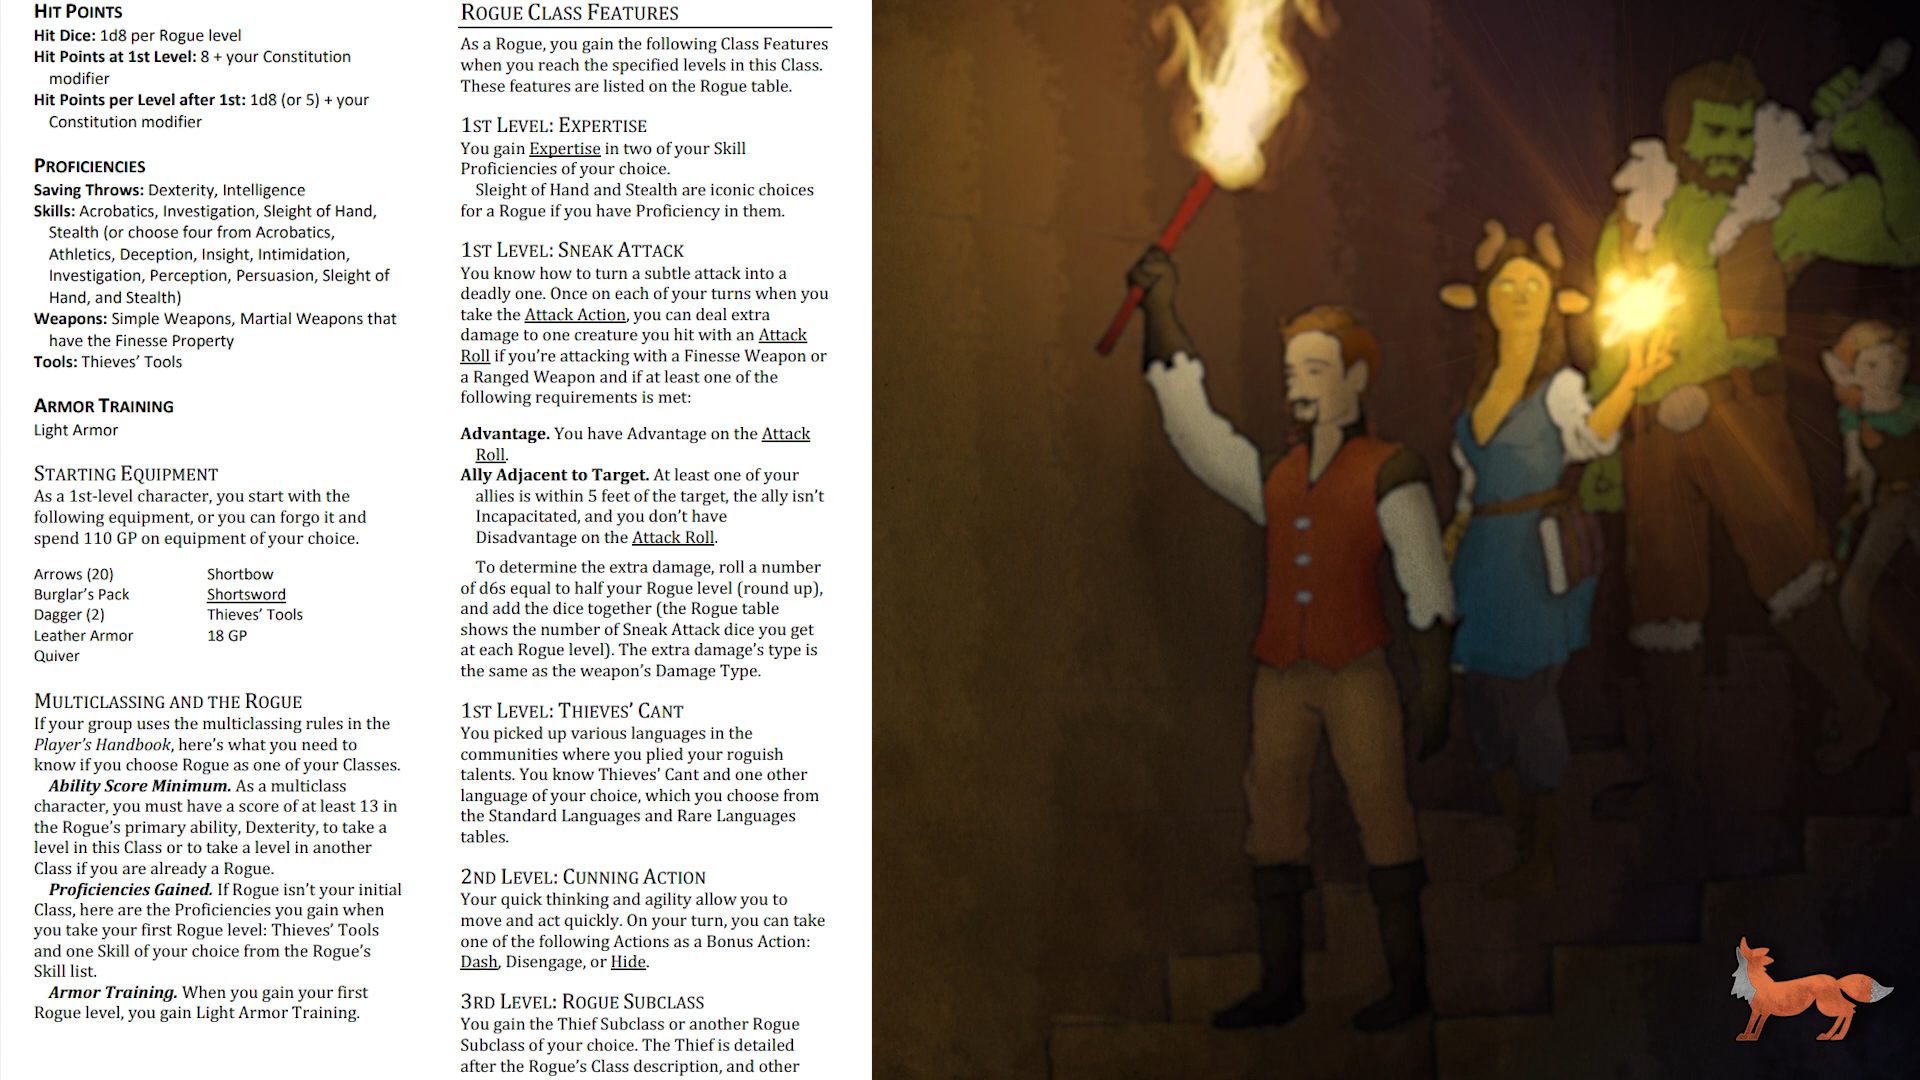 HIT POINTS
Hit Dice: 1d8 per Rogue level
Hit Points at 1st Level: 8 + your Constitution
modifier
Hit Points per Level after 1st: 1d8 (or 5) + your
Constitution modifier
PROFICIENCIES
Saving Throws: Dexterity, Intelligence
Skills: Acrobatics, Investigation, Sleight of Hand,
Stealth (or choose four from Acrobatics,
Athletics, Deception, Insight, Intimidation,
Investigation, Perception, Persuasion, Sleight of
Hand, and Stealth)
Weapons: Simple Weapons, Martial Weapons that
have the Finesse Property
Tools: Thieves’ Tools
ARMOR TRAINING
Light Armor
STARTING EQUIPMENT
As a 1st-level character, you start with the
following equipment, or you can forgo it and
spend 110 GP on equipment of your choice.
Arrows (20)
Burglar’s Pack
Dagger (2)
Leather Armor
Quiver
Shortbow
Shortsword
Thieves’ Tools
18 GP
MULTICLASSING AND THE ROGUE
If your group uses the multiclassing rules in the
Player’s Handbook, here’s what you need to
know if you choose Rogue as one of your Classes.
Ability Score Minimum. As a multiclass
character, you must have a score of at least 13 in
the Rogue’s primary ability, Dexterity, to take a
level in this Class or to take a level in another
Class if you are already a Rogue.
Proficiencies Gained. If Rogue isn’t your initial
Class, here are the Proficiencies you gain when
you take your first Rogue level: Thieves’ Tools
and one Skill of your choice from the Rogue’s
Skill list.
Armor Training. When you gain your first
Rogue level, you gain Light Armor Training.
ROGUE CLASS FEATURES
As a Rogue, you gain the following Class Features
when you reach the specified levels in this Class.
These features are listed on the Rogue table.
1ST LEVEL: EXPERTISE
You gain Expertise in two of your Skill
Proficiencies of your choice.
Sleight of Hand and Stealth are iconic choices
for a Rogue if you have Proficiency in them.
1ST LEVEL: SNEAK ATTACK
You know how to turn a subtle attack into a
deadly one. Once on each of your turns when you
take the Attack Action, you can deal extra
damage to one creature you hit with an Attack
Roll if you’re attacking with a Finesse Weapon or
a Ranged Weapon and if at least one of the
following requirements is met:
Advantage. You have Advantage on the Attack
Roll.
Ally Adjacent to Target. At least one of your
allies is within 5 feet of the target, the ally isn’t
Incapacitated, and you don’t have
Disadvantage on the Attack Roll.
To determine the extra damage, roll a number
of d6s equal to half your Rogue level (round up),
and add the dice together (the Rogue table
shows the number of Sneak Attack dice you get
at each Rogue level). The extra damage’s type is
the same as the weapon’s Damage Type.
1ST LEVEL: THIEVES’ CANT
You picked up various languages in the
communities where you plied your roguish
talents. You know Thieves’ Cant and one other
language of your choice, which you choose from
the Standard Languages and Rare Languages
tables.
2ND LEVEL: CUNNING ACTION
Your quick thinking and agility allow you to
move and act quickly. On your turn, you can take
one of the following Actions as a Bonus Action:
Dash, Disengage, or Hide.
3RD LEVEL: ROGUE SUBCLASS
You gain the Thief Subclass or another Rogue
Subclass of your choice. The Thief is detailed
after the Rogue’s Class description, and other